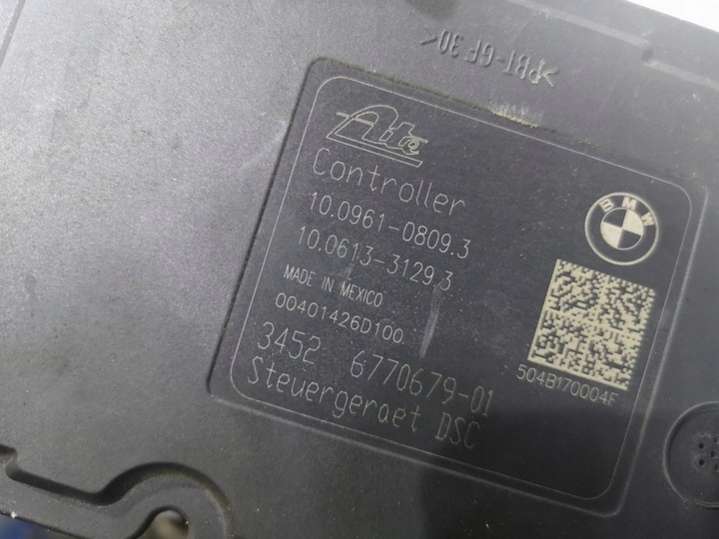 >PBT-GF30<
Ate
Controller
10.0961-0809.3
10.0613-3129.3
MADE IN MEXICO
00401426D100
BMW
504B170004F
3452 6770679-01
Steuergeraet DSC